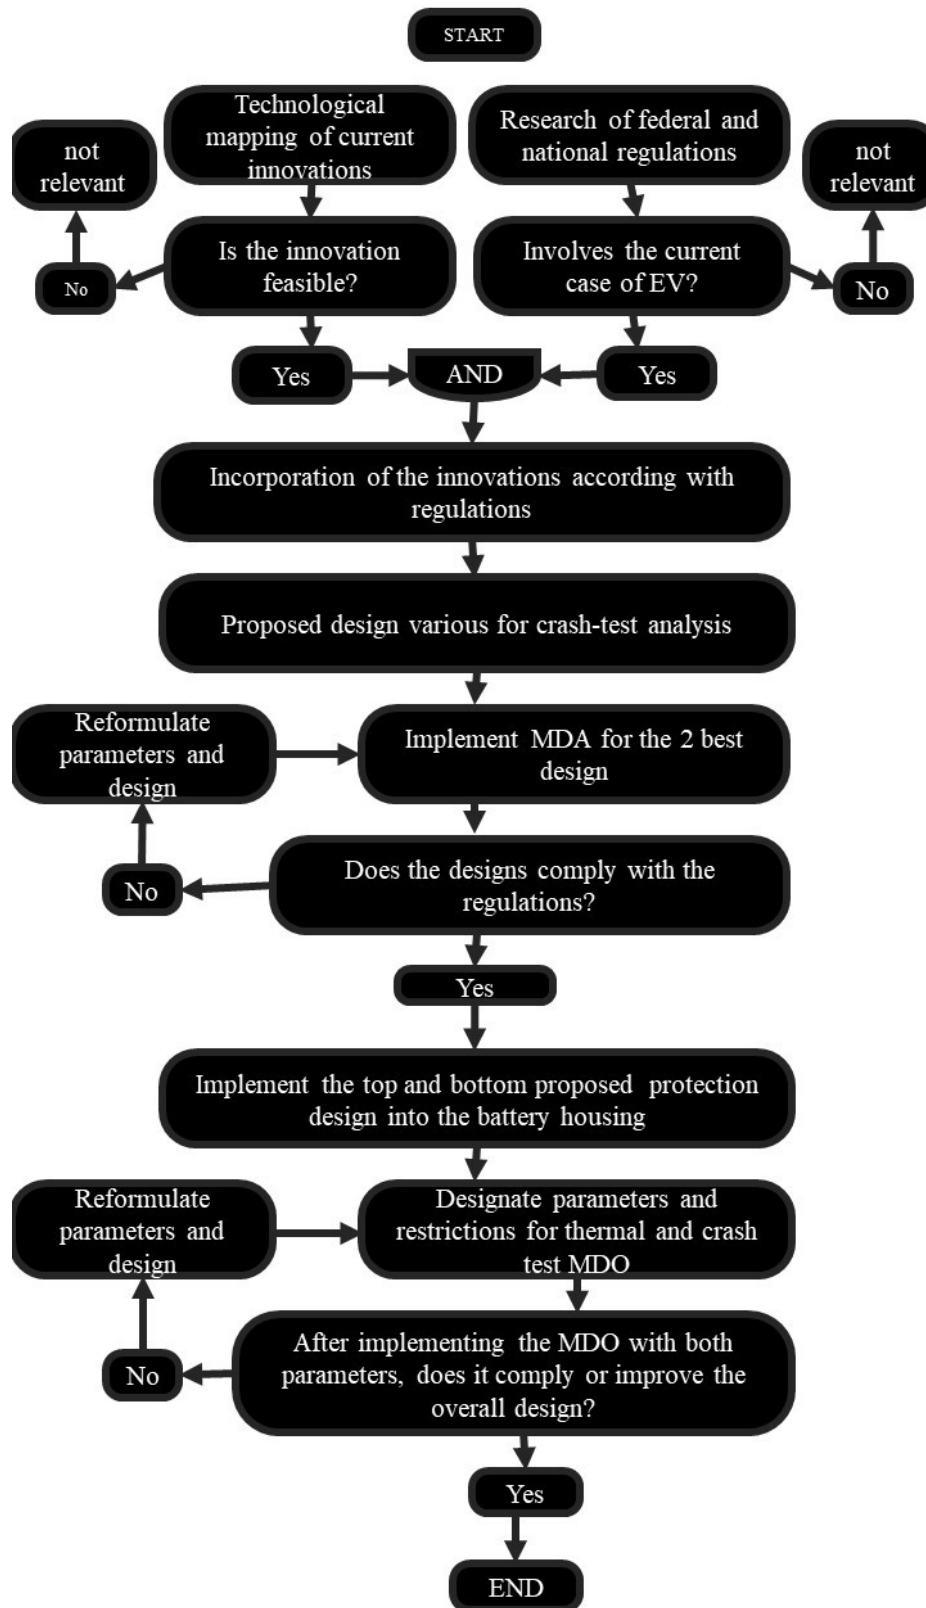 START
Technological
mapping of current
innovations
Research of federal and
national regulations
not
relevant
not
relevant
Is the innovation
feasible?
Involves the current
case of EV?
No
No
Yes
AND
Yes
Incorporation of the innovations according with
regulations
Proposed design various for crash-test analysis
Reformulate
parameters and
design
Implement MDA for the 2 best
design
No
Does the designs comply with the
regulations?
Yes
Implement the top and bottom proposed protection
design into the battery housing
Reformulate
parameters and
design
Designate parameters and
restrictions for thermal and crash
test MDO
No
After implementing the MDO with both
parameters, does it comply or improve the
overall design?
Yes
END